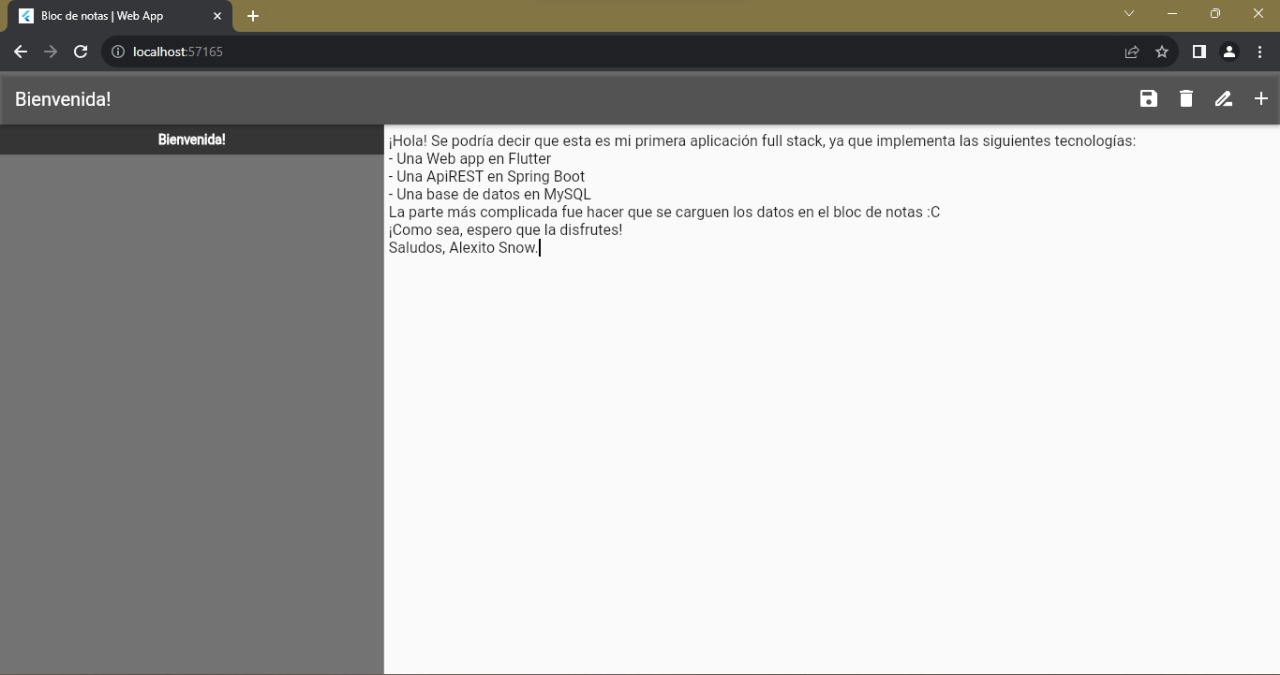 Bloc de notas | Web App
localhost:57165
Bienvenida!
Bienvenida!
¡Hola! Se podría decir que esta es mi primera aplicación full stack, ya que implementa las siguientes tecnologías:
- Una Web app en Flutter
- Una ApiREST en Spring Boot
- Una base de datos en MySQL
La parte más complicada fue hacer que se carguen los datos en el bloc de notas :C
¡Como sea, espero que la disfrutes!
Saludos, Alexito Snow.